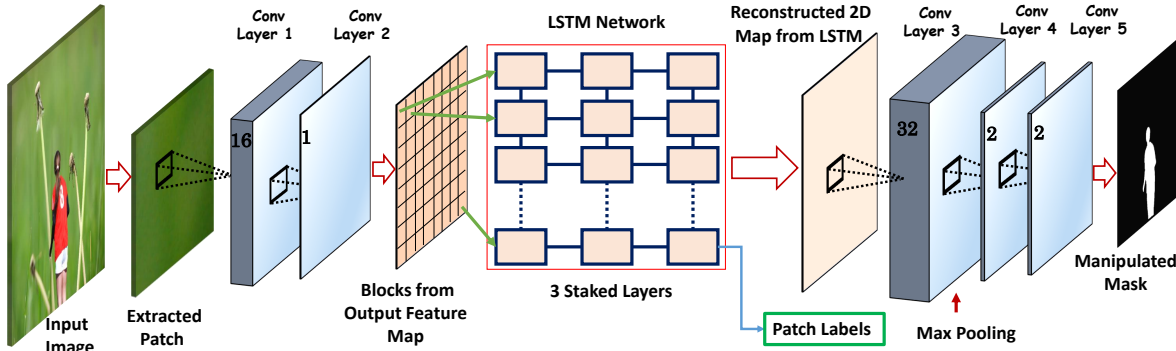 Conv
Layer 1
Conv
Layer 2
LSTM Network
Reconstructed 2D
Map from LSTM
Conv
Layer 3
Conv
Layer 4
Conv
Layer 5
16
1
32
2
2
Input
Image
Extracted
Patch
Blocks from
Output Feature
Map
3 Staked Layers
Patch Labels
Max Pooling
Manipulated
Mask